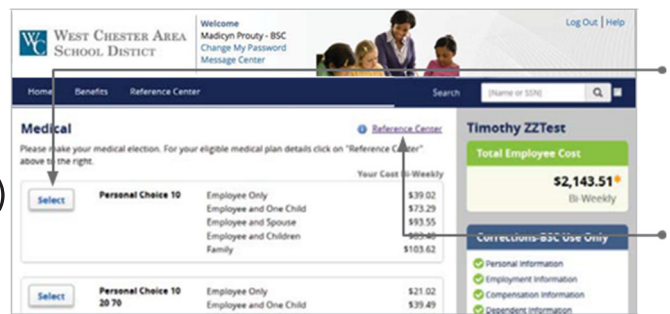 WEST CHESTER AREA
SCHOOL DISTICT
Welcome
Madicyn Prouty - BSC
Change My Password
Message Center
Log Out | Help
Home Benefits Reference Center
Search (Name or SSN)
Medical
Reference Center
Please make your medical election. For your eligible medical plan details click on "Reference Center"
above to the right.
Your Cost Bi-Weekly
Select Personal Choice 10 Employee Only $39.02
Employee and One Child $73.29
Employee and Spouse $93.55
Employee and Children
Family $103.62
Select Personal Choice 10 Employee Only $21.02
20 70 Employee and One Child $39.49
Timothy ZZTest
Total Employee Cost
$2,143.51*
Bi-Weekly
Corrections-BSC Use Only
Personal Information
Employment Information
Compensation Information
Dependent Information
)